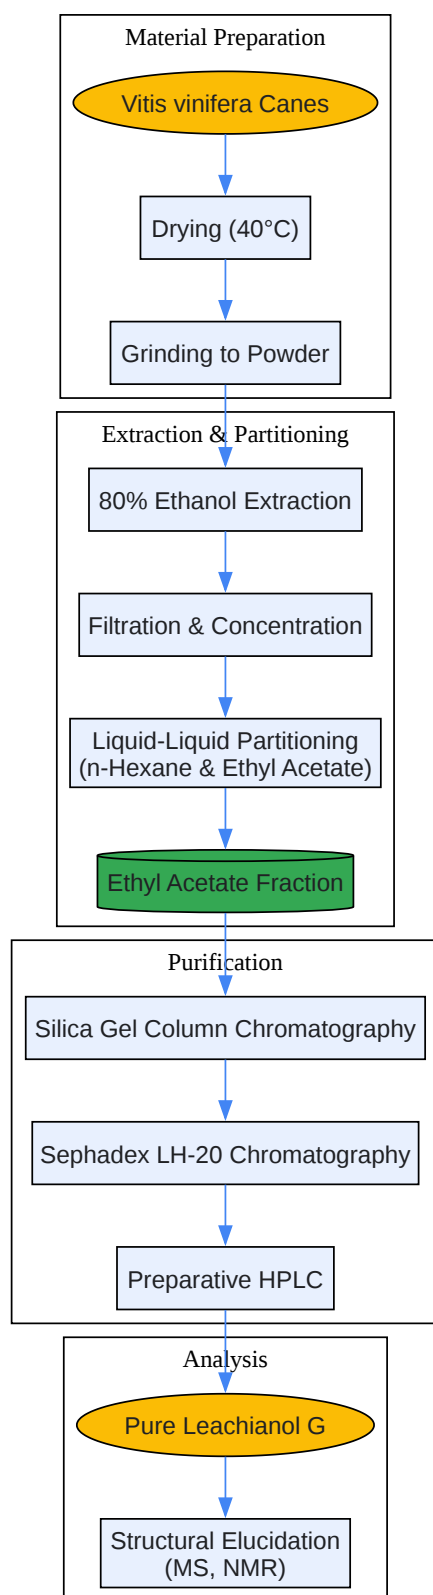 Material Preparation
Vitis vinifera Canes
Drying (40°C)
Grinding to Powder
Extraction & Partitioning
80% Ethanol Extraction
Filtration & Concentration
Liquid-Liquid Partitioning
(n-Hexane & Ethyl Acetate)
Ethyl Acetate Fraction
Purification
Silica Gel Column Chromatography
Sephadex LH-20 Chromatography
Preparative HPLC
Analysis
Pure Leachianol G
Structural Elucidation
(MS, NMR)